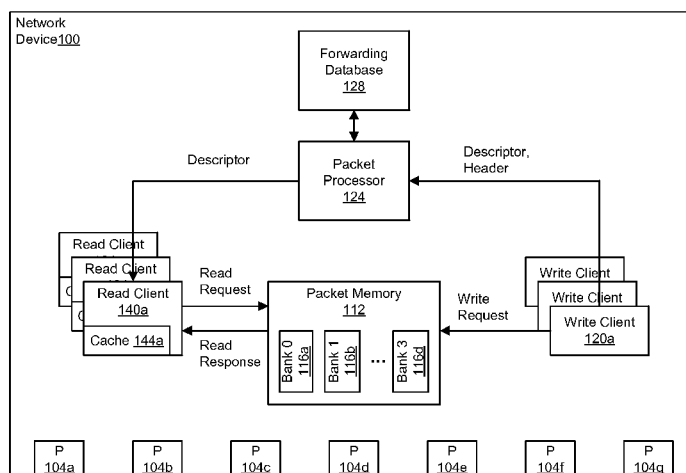 Network
Device100
Forwarding
Database
128
Descriptor
Packet
Processor
124
Descriptor,
Header
Read Client
Read Client
Read Client
140a
Cache 144a
Read
Request
Read
Response
Packet Memory
112
Bank 0
116a
Bank 1
116b
...
Bank 3
116d
Write
Request
Write Client
Write Client
Write Client
120a
P
104a
P
104b
P
104c
P
104d
P
104e
P
104f
P
104g